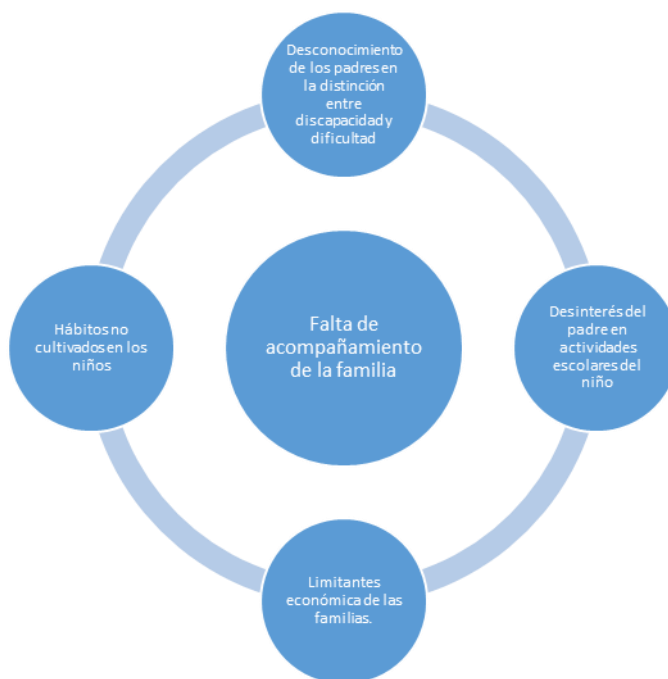 Desconocimiento
de los padres en
la distinción
entre
discapacidad y
dificultad
Hábitos no
cultivados en los
niños
Falta de
acompañamiento
de la familia
Desinterés del
padre en
actividades
escolares del
niño
Limitantes
económica de las
familias.